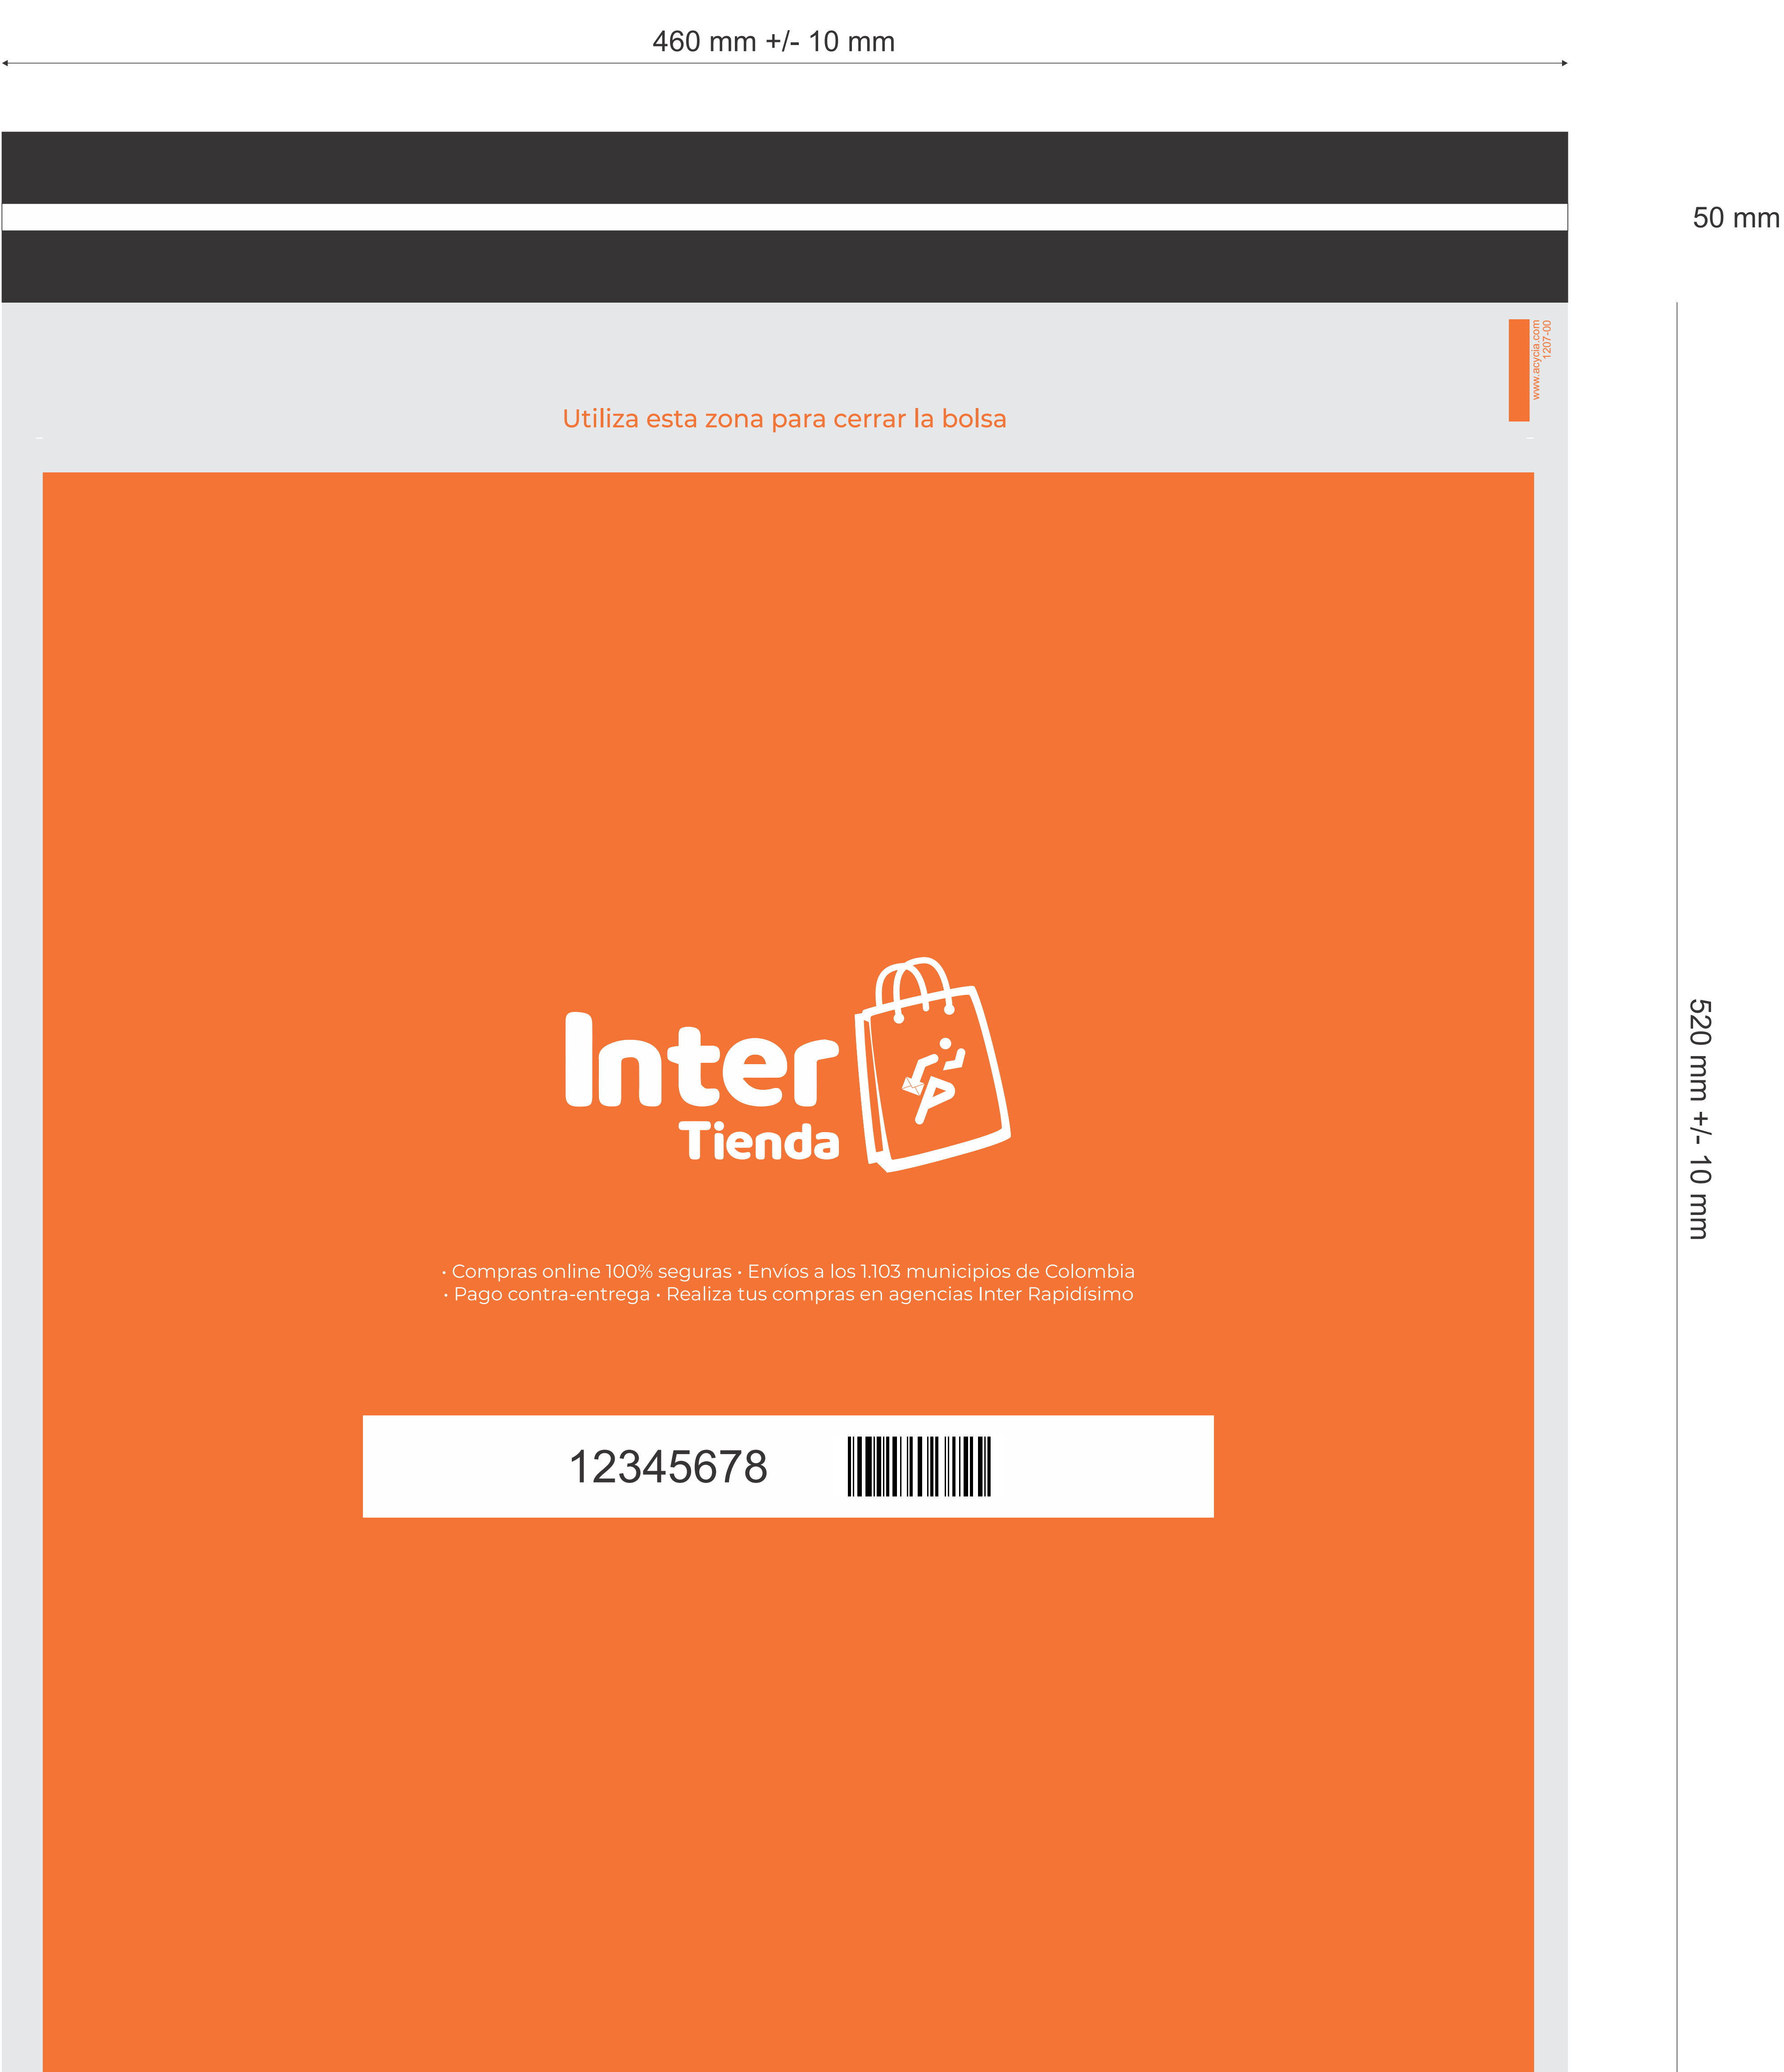 460 mm +/- 10 mm
50 mm
www.acycia.com
1207-00
Utiliza esta zona para cerrar la bolsa
520 mm +/- 10 mm
Inter
Tienda
• Compras online 100% seguras • Envíos a los 1.103 municipios de Colombia
• Pago contra-entrega • Realiza tus compras en agencias Inter Rapidísimo
12345678